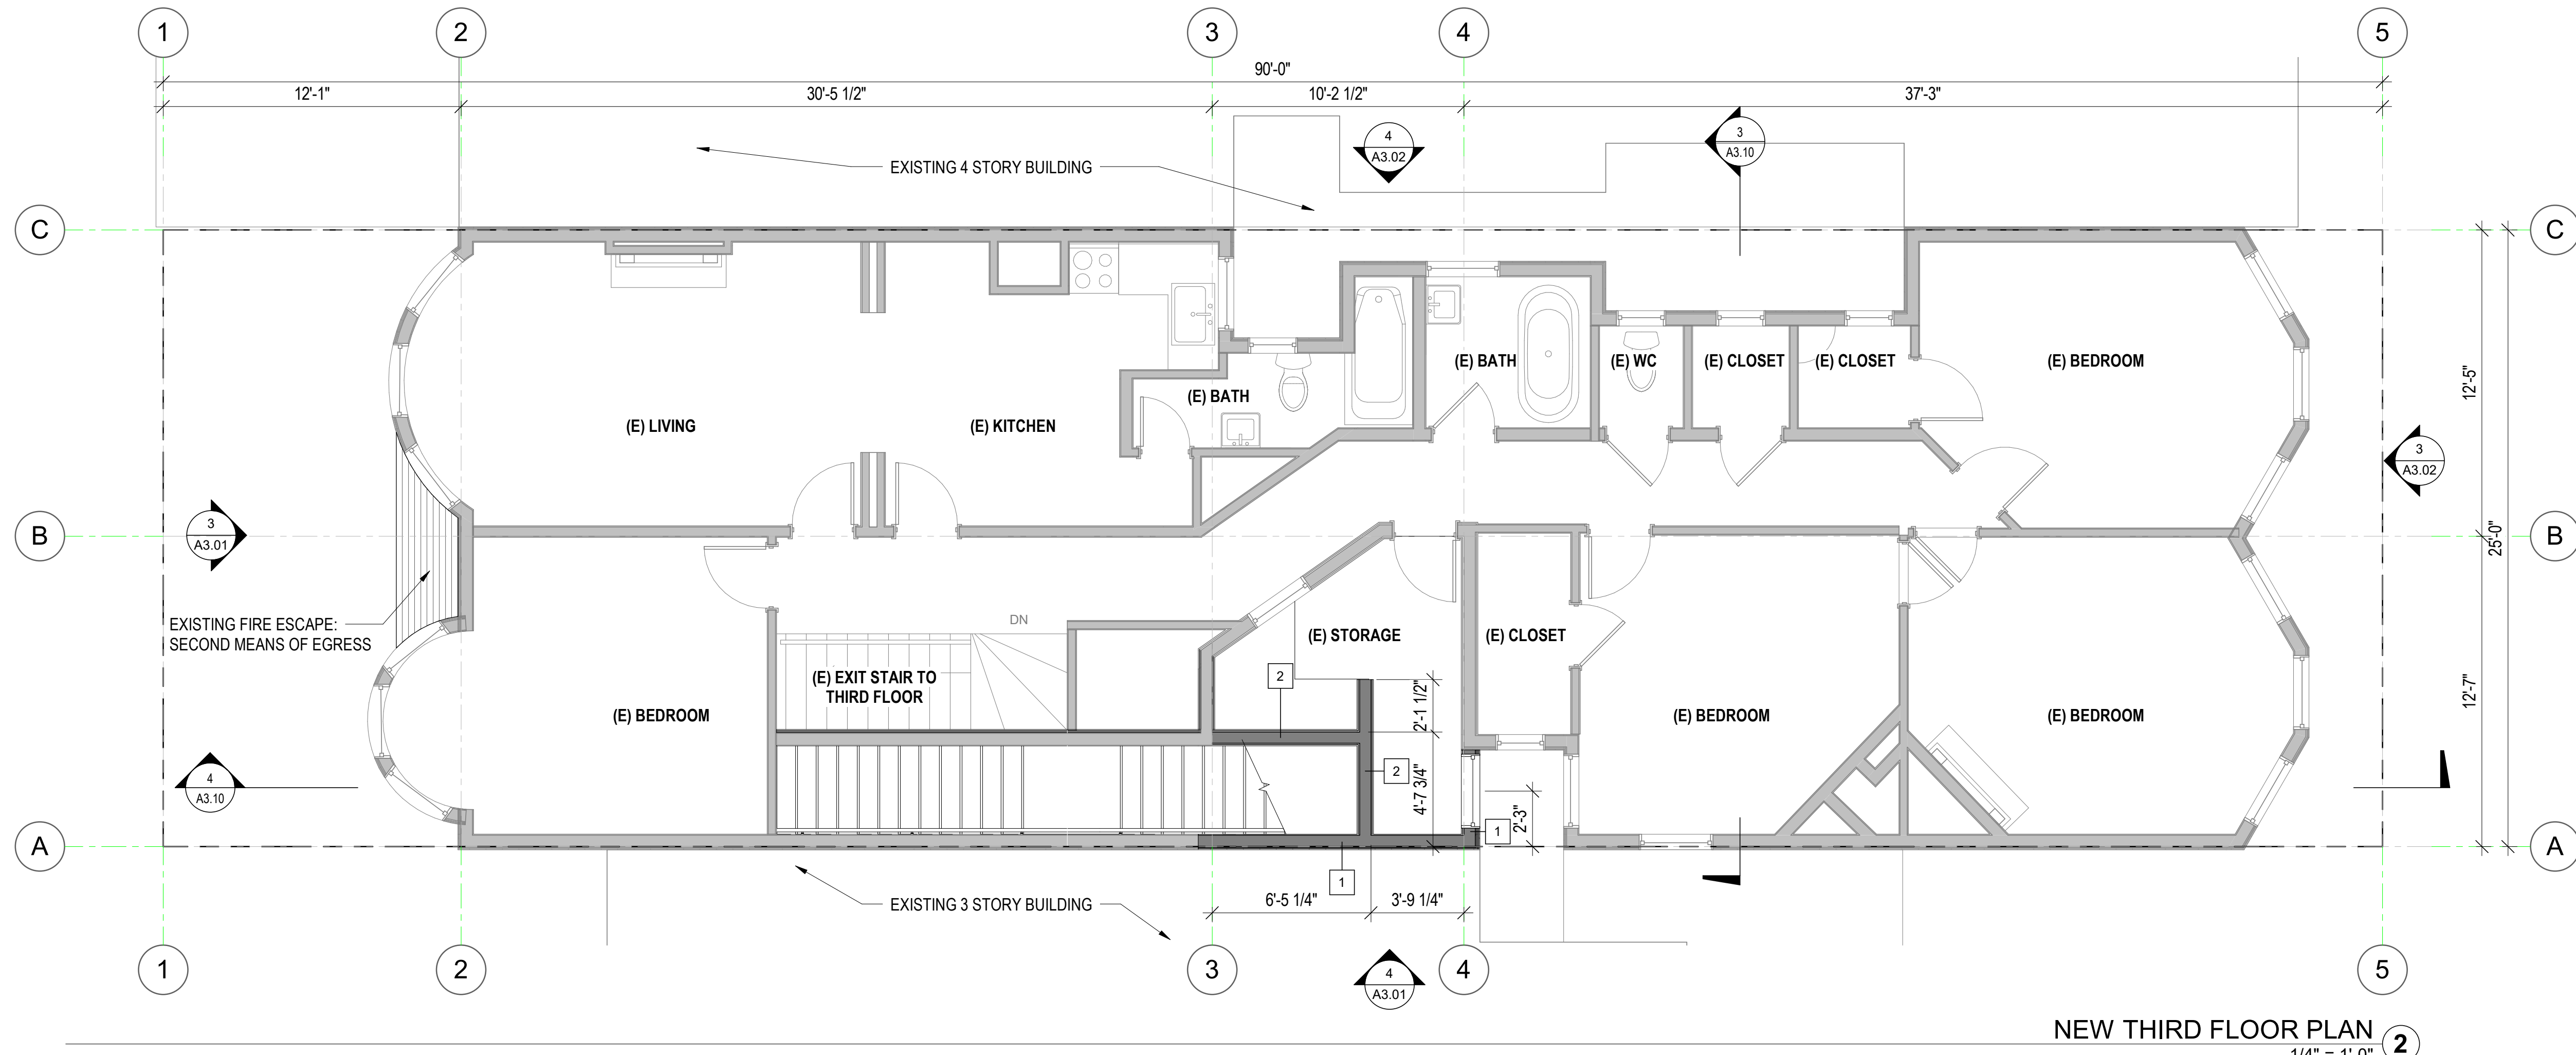 1
2
3
4
5
90'-0"
12'-1"
30'-5 1/2"
10'-2 1/2"
37'-3"
4
A3.02
3
A3.10
EXISTING 4 STORY BUILDING
C
C
(E) BATH
(E) WC
(E) CLOSET
(E) CLOSET
(E) BEDROOM
12'-5"
(E) BATH
(E) LIVING
(E) KITCHEN
3
A3.02
B
3
A3.01
B
25'-0"
EXISTING FIRE ESCAPE:
SECOND MEANS OF EGRESS
DN
(E) STORAGE
(E) CLOSET
(E) EXIT STAIR TO
THIRD FLOOR
2
2'-1 1/2"
12'-7"
(E) BEDROOM
(E) BEDROOM
(E) BEDROOM
2
4'-7 3/4"
4
A3.10
2'-3"
1
A
A
1
EXISTING 3 STORY BUILDING
6'-5 1/4"
3'-9 1/4"
1
2
3
4
5
4
A3.01
NEW THIRD FLOOR PLAN
2
1/4" = 1'-0"